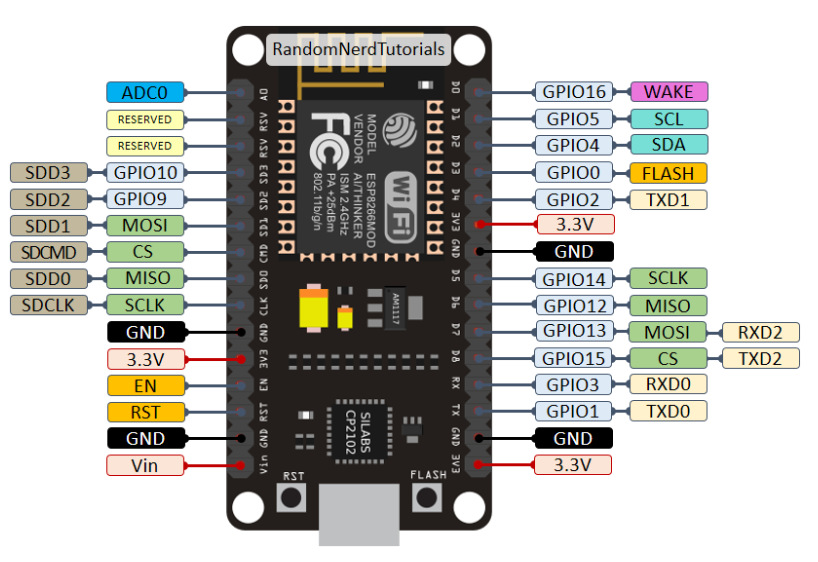 RandomNerdTutorials
ADC0
RESERVED
RESERVED
SDD3 GPIO10
SDD2 GPIO9
SDD1 MOSI
SDCMD CS
SDD0 MISO
SDCLK SCLK
GND
3.3V
EN
RST
GND
Vin
A0
RSV
RSV
SD3
SD2
SD1
CMD
SD0
CLK
GND
3V3
EN
RST
GND
Vin
FC
MODEL ESP8266MOD
VENDOR AI/THINKER
ISM 2.4GHz
PA +25dBm
802.11b/g/n
Wi Fi
AM1117
SILABS
CP2102
RST
FLASH
D0
D1
D2
D3
D4
3V3
GND
D5
D6
D7
D8
RX
TX
GND
3V3
GPIO16 WAKE
GPIO5 SCL
GPIO4 SDA
GPIO0 FLASH
GPIO2 TXD1
3.3V
GND
GPIO14 SCLK
GPIO12 MISO
GPIO13 MOSI RXD2
GPIO15 CS TXD2
GPIO3 RXD0
GPIO1 TXD0
GND
3.3V